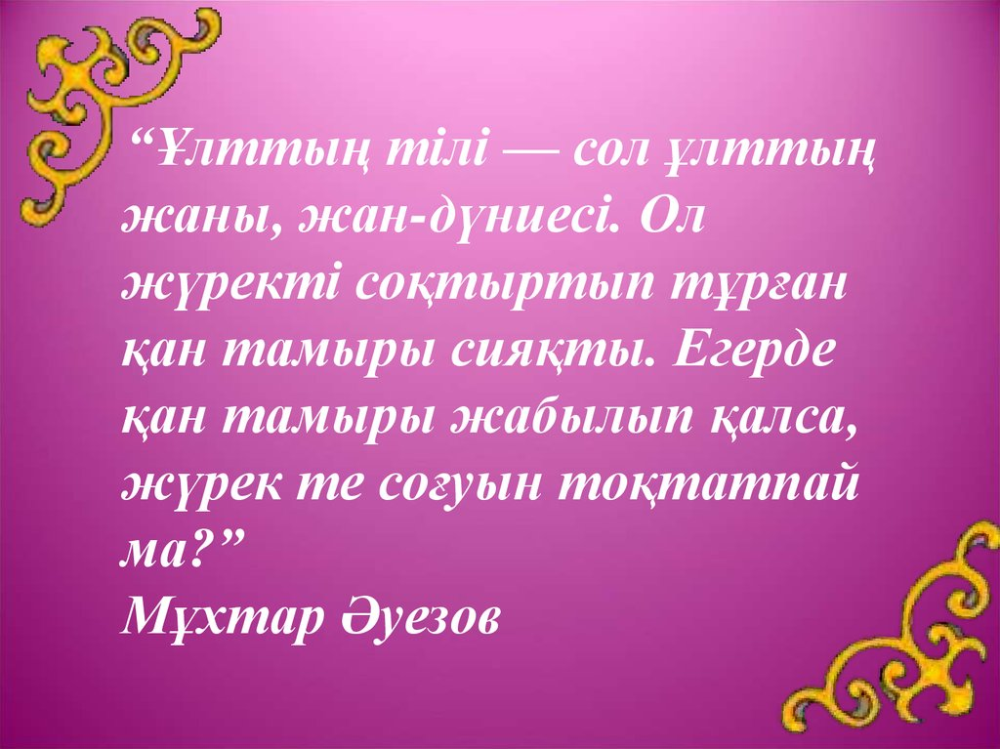 “Ұлттың тілі — сол ұлттың
жаны, жан-дүниесі. Ол
жүректі соқтыртып тұрған
қан тамыры сияқты. Егерде
қан тамыры жабылып қалса,
жүрек те соғуын тоқтатпай
ма?”
Мұхтар Әуезов